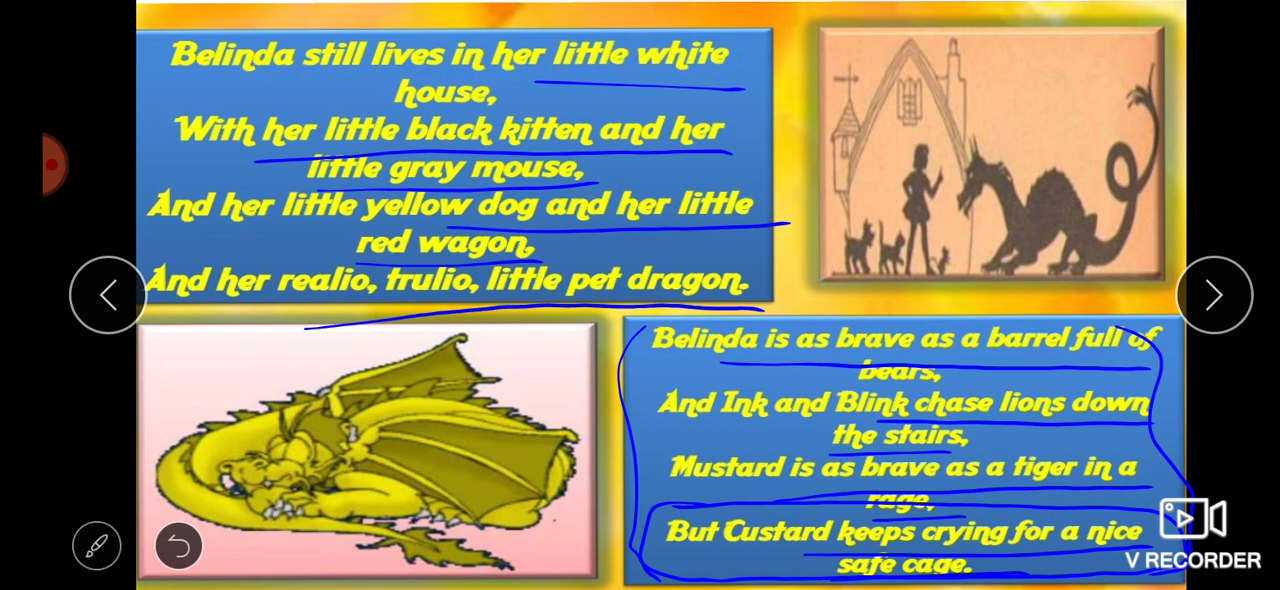 Belinda still lives in her little white
house,
With her little black kitten and her
little gray mouse,
And her little yellow dog and her little
red wagon,
And her realio, trulio, little pet dragon.
Belinda is as brave as a barrel full of
bears,
And Ink and Blink chase lions down
the stairs,
Mustard is as brave as a tiger in a
rage,
But Custard keeps crying for a nice
safe cage.
V RECORDER